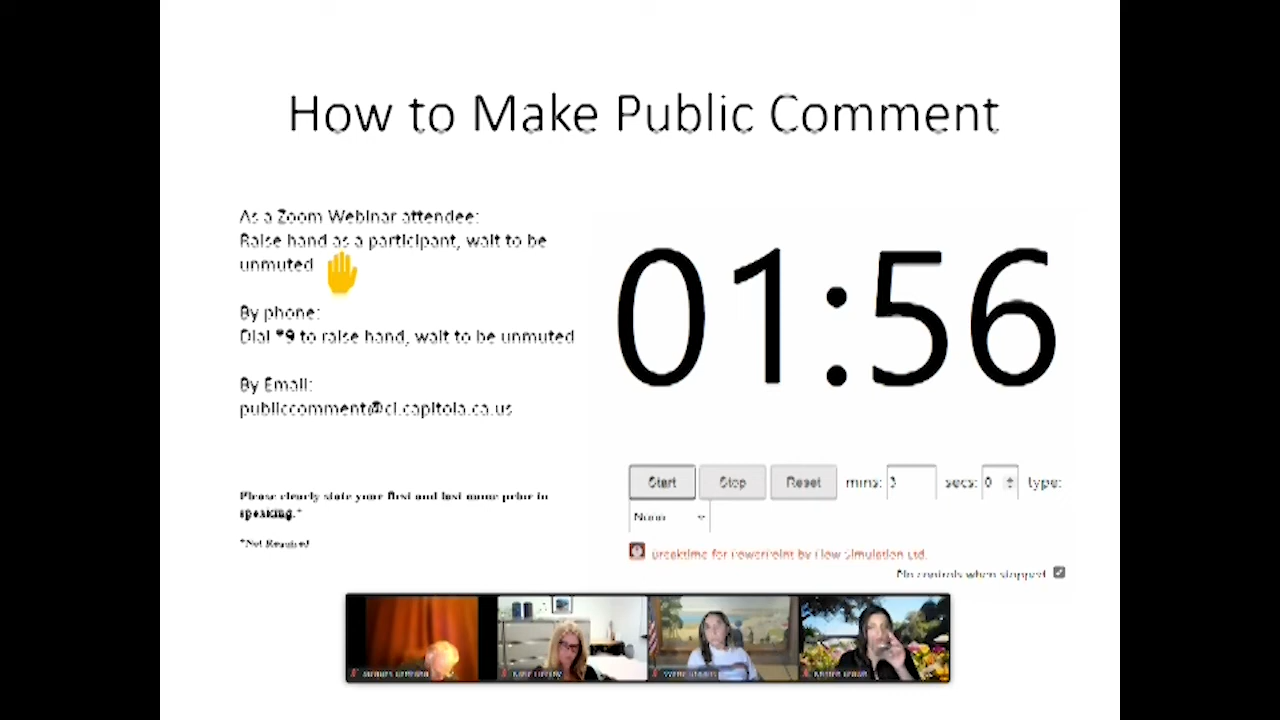 How to Make Public Comment
As a Zoom Webinar attendee:
Raise hand as a participant, wait to be
unmuted
By phone:
Dial *9 to raise hand, wait to be unmuted
By Email:
publiccomment@ci.capitola.ca.us
Please clearly state your first and last name prior to
speaking.*
*Not Required
01:56
Start Stop Reset mins: 3 secs: 0 type:
None
Breaktime for PowerPoint by Flow Simulation Ltd.
No controls when stopped